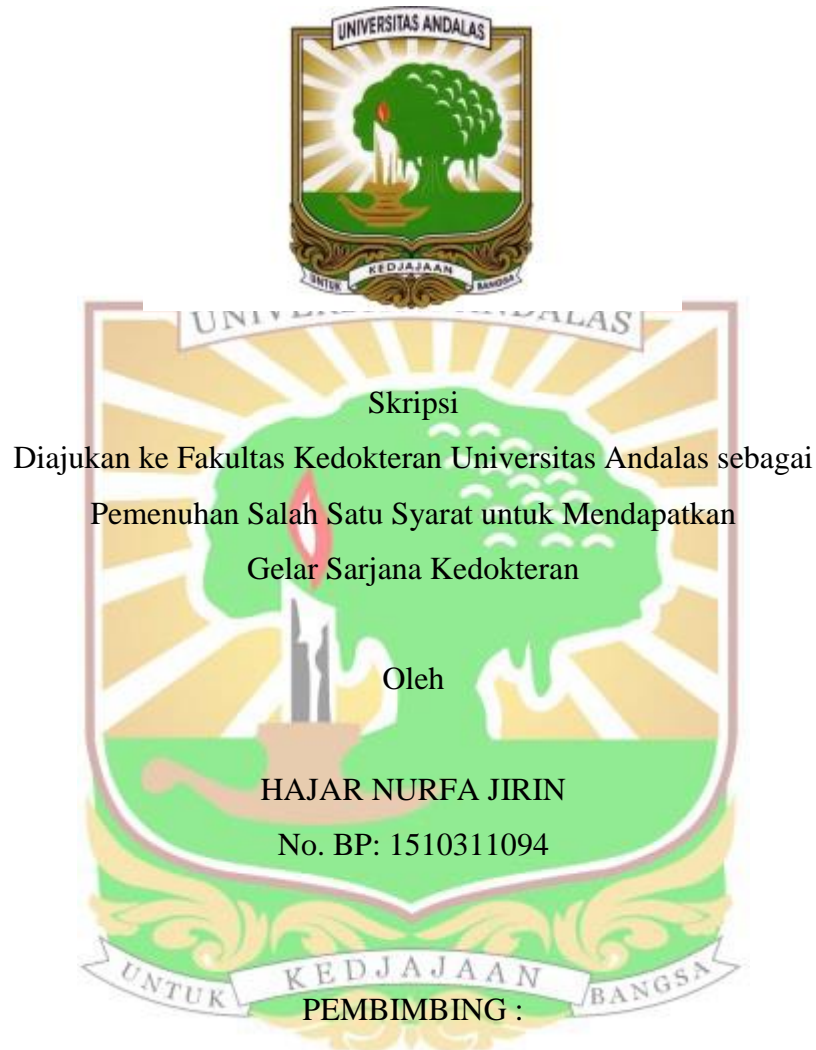 UNIVERSITAS ANDALAS
UNTUK KEDJAJAAN BANGSA
Skripsi
Diajukan ke Fakultas Kedokteran Universitas Andalas sebagai
Pemenuhan Salah Satu Syarat untuk Mendapatkan
Gelar Sarjana Kedokteran
Oleh
HAJAR NURFA JIRIN
No. BP: 1510311094
UNTUK KEDJAJAAN BANGSA
PEMBIMBING :